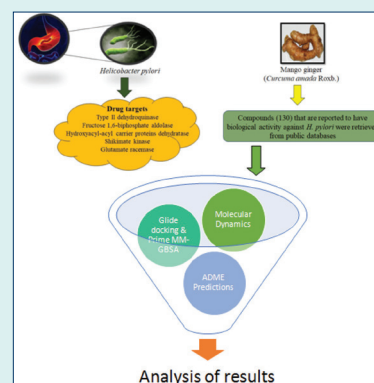 Helicobacter pylori
Mango ginger
(Curcuma amada Roxb.)
Drug targets
Type II dehydroquinase
Fructose 1,6-biphosphate aldolase
Hydroxyacyl-acyl carrier proteins dehydratase
Shikimate kinase
Glutamate racemase
Compounds (130) that are reported to have
biological activity against H. pylori were retrieved
from public databases
Glide
docking &
Prime MM-
GBSA
Molecular
Dynamics
ADME
Predictions
Analysis of results